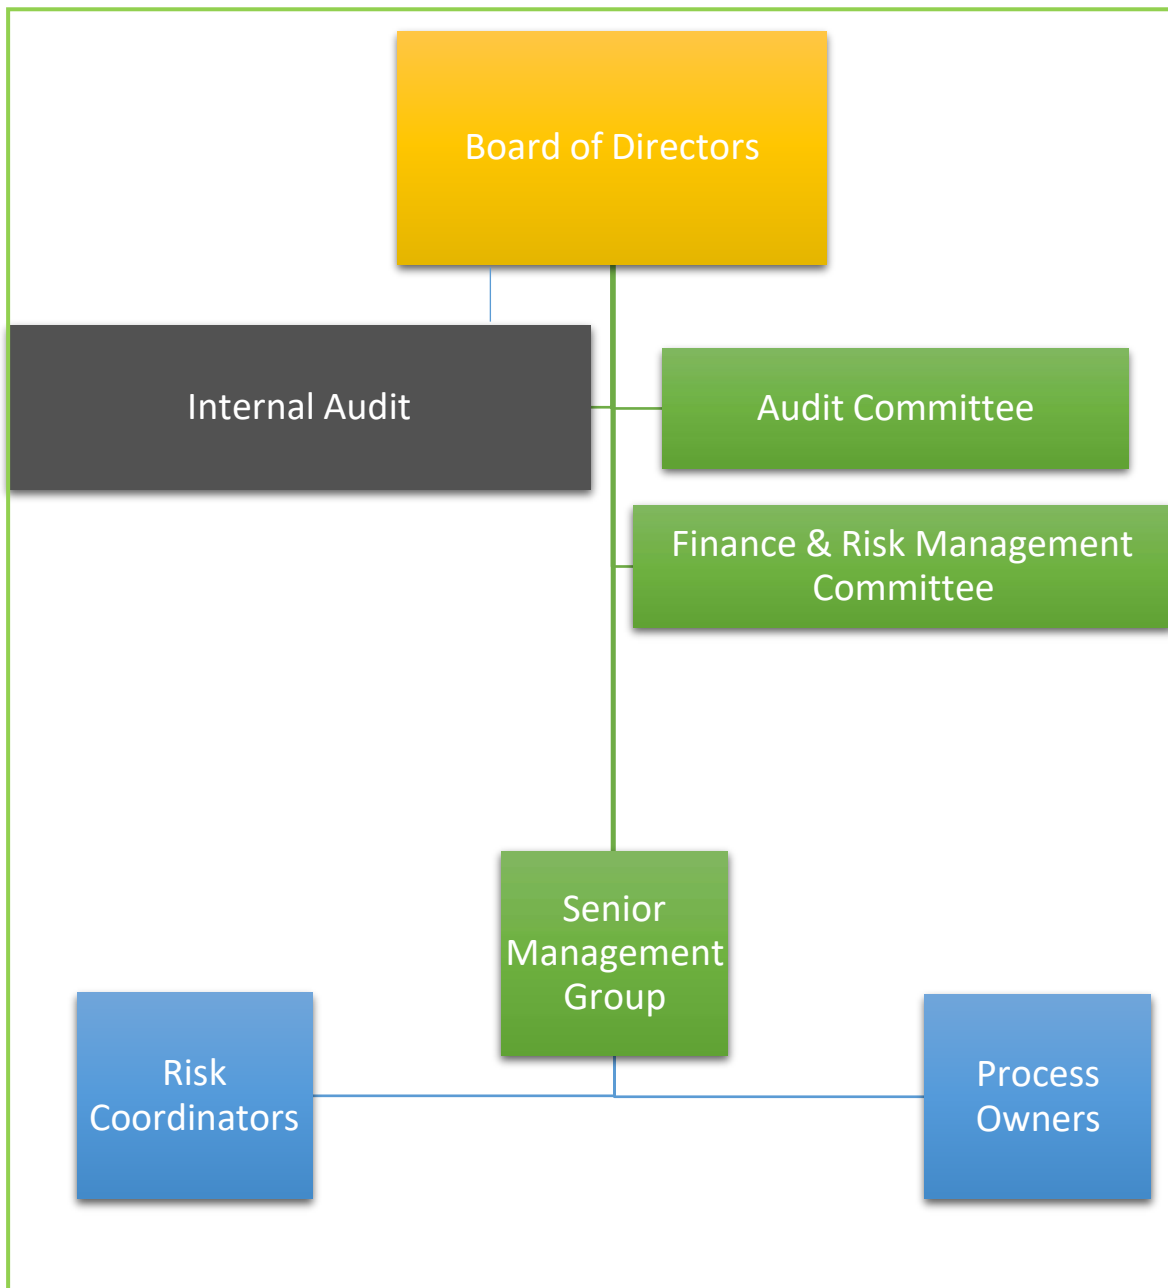 Board of Directors
Internal Audit
Audit Committee
Finance & Risk Management
Committee
Senior
Management
Group
Risk
Coordinators
Process
Owners